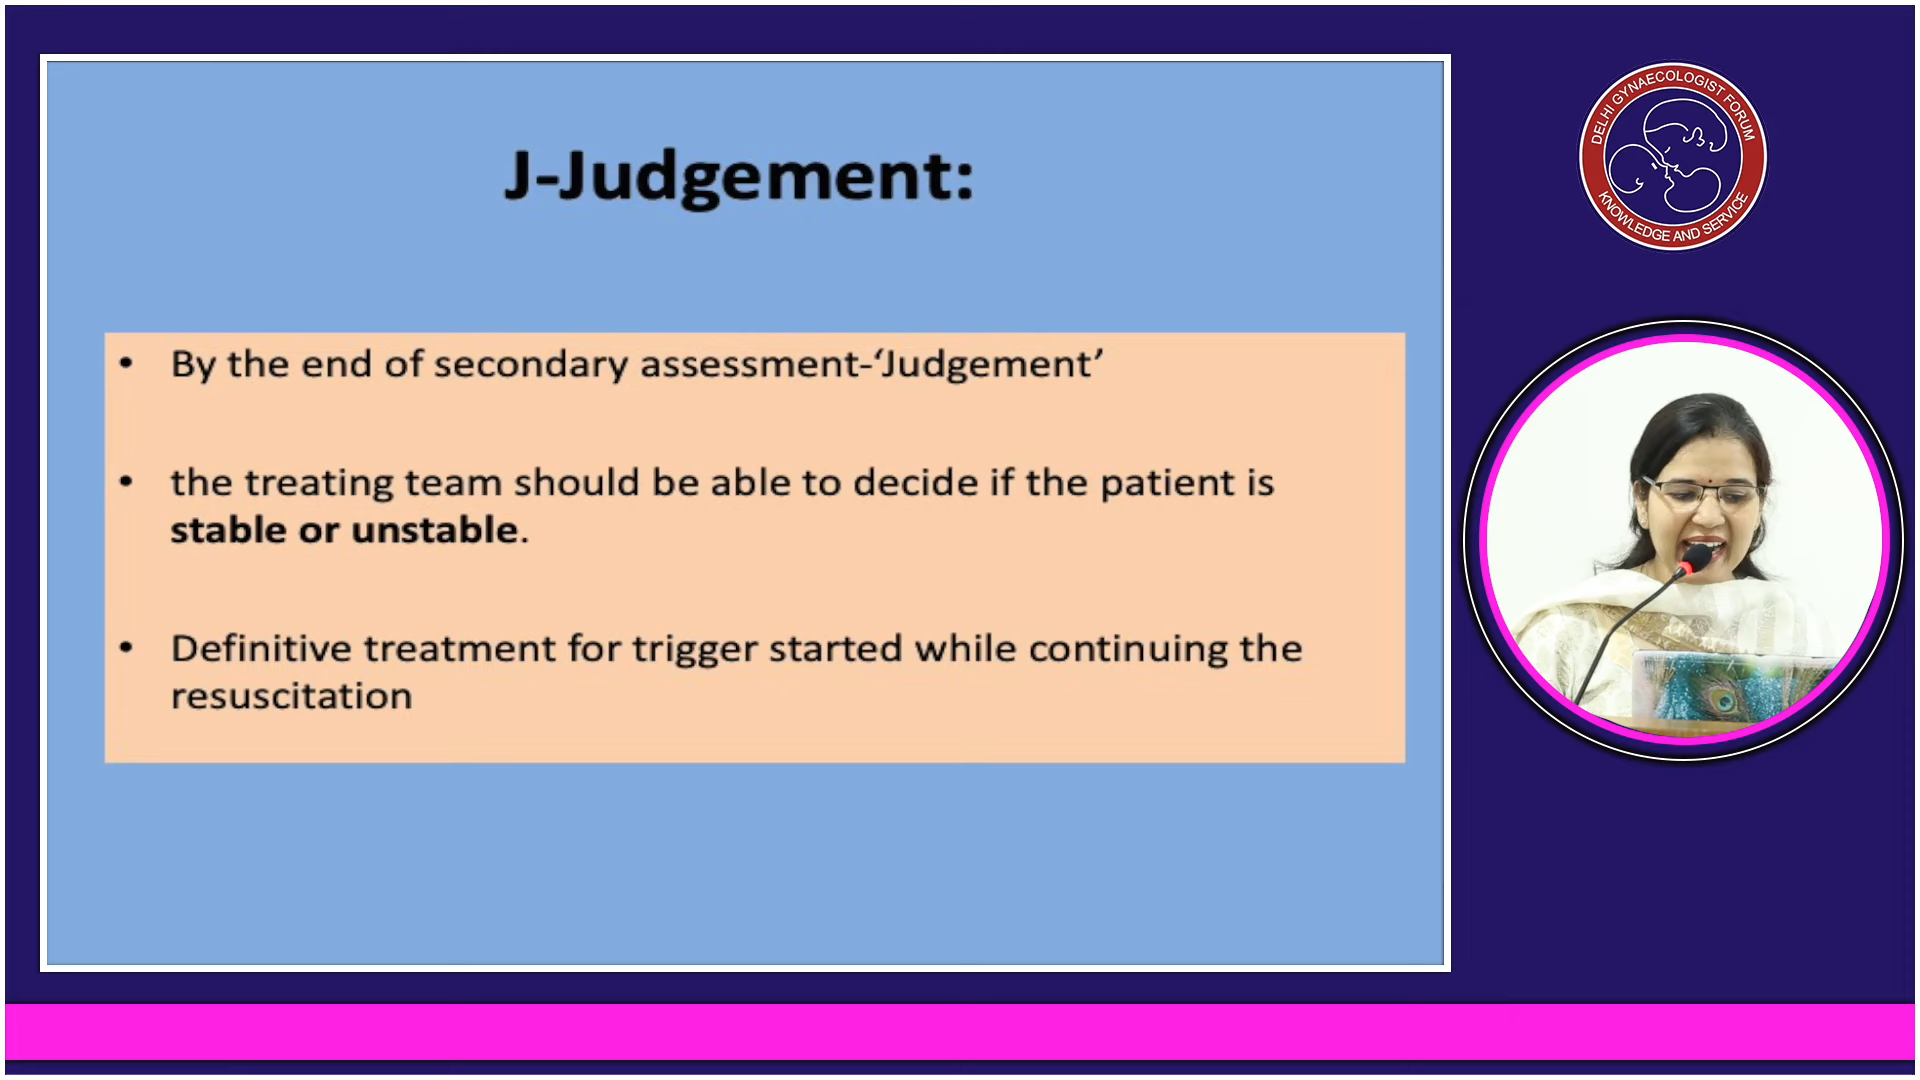 J-Judgement:
• By the end of secondary assessment-‘Judgement’
• the treating team should be able to decide if the patient is
stable or unstable.
• Definitive treatment for trigger started while continuing the
resuscitation
DELHI GYNAECOLOGIST FORUM
KNOWLEDGE AND SERVICE